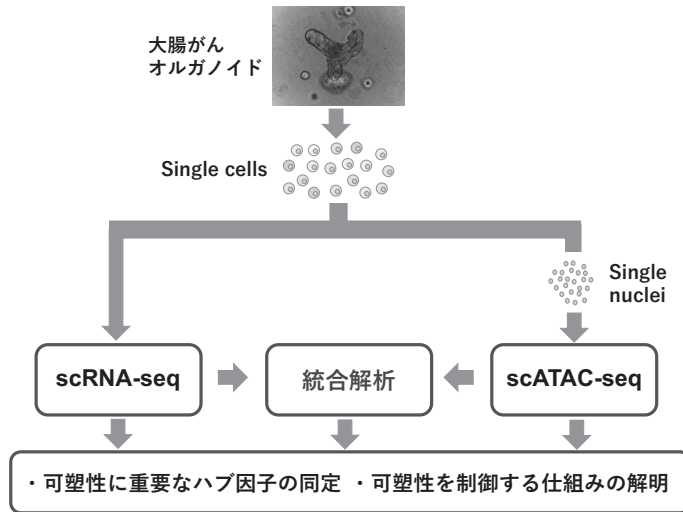 大腸がん
オルガノイド
Single cells
Single
nuclei
scRNA-seq
統合解析
scATAC-seq
・可塑性に重要なハブ因子の同定 ・可塑性を制御する仕組みの解明